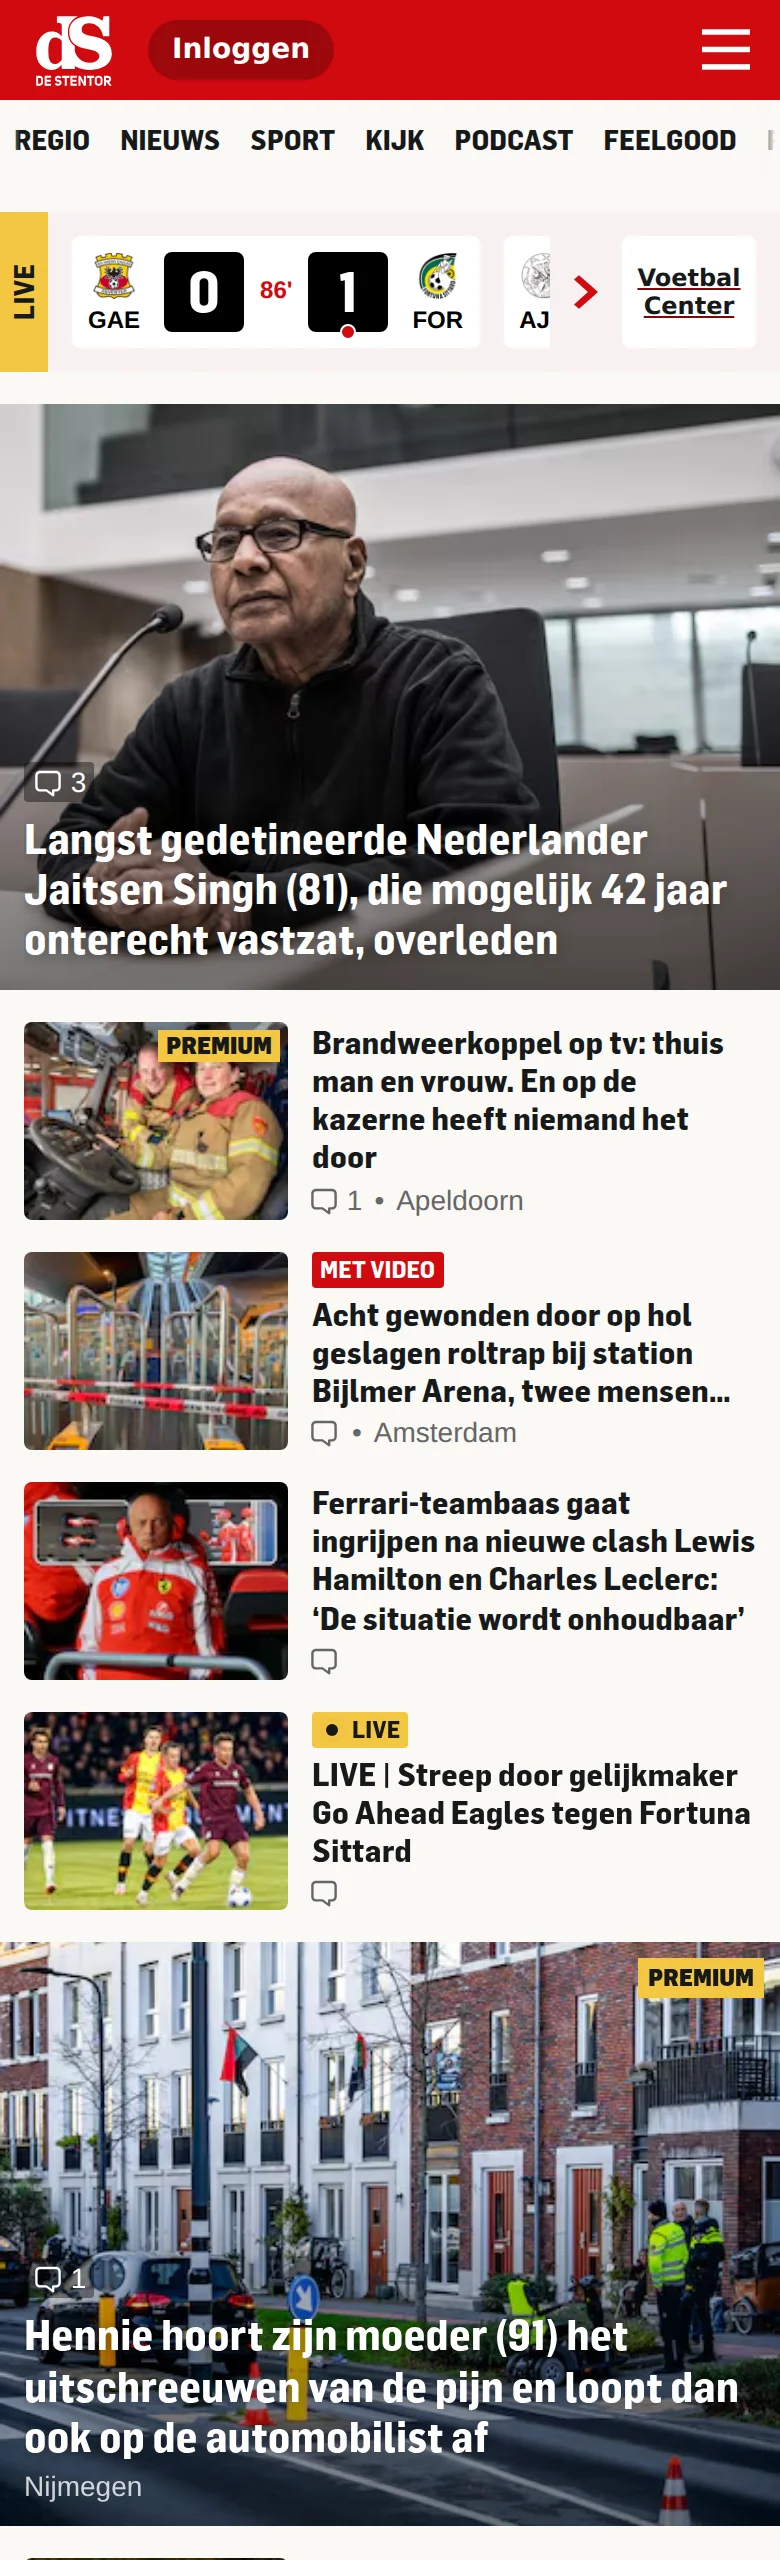 dS
DE STENTOR
Inloggen
REGIO NIEUWS SPORT KIJK PODCAST FEELGOOD
LIVE
GAE 0 86' 1 FOR
AJ
Voetbal
Center
3
Langst gedetineerde Nederlander
Jaitsen Singh (81), die mogelijk 42 jaar
onterecht vastzat, overleden
PREMIUM
Brandweerkoppel op tv: thuis
man en vrouw. En op de
kazerne heeft niemand het
door
1 • Apeldoorn
MET VIDEO
Acht gewonden door op hol
geslagen roltrap bij station
Bijlmer Arena, twee mensen...
• Amsterdam
Ferrari-teambaas gaat
ingrijpen na nieuwe clash Lewis
Hamilton en Charles Leclerc:
‘De situatie wordt onhoudbaar’
• LIVE
LIVE | Streep door gelijkmaker
Go Ahead Eagles tegen Fortuna
Sittard
PREMIUM
1
Hennie hoort zijn moeder (91) het
uitschreeuwen van de pijn en loopt dan
ook op de automobilist af
Nijmegen